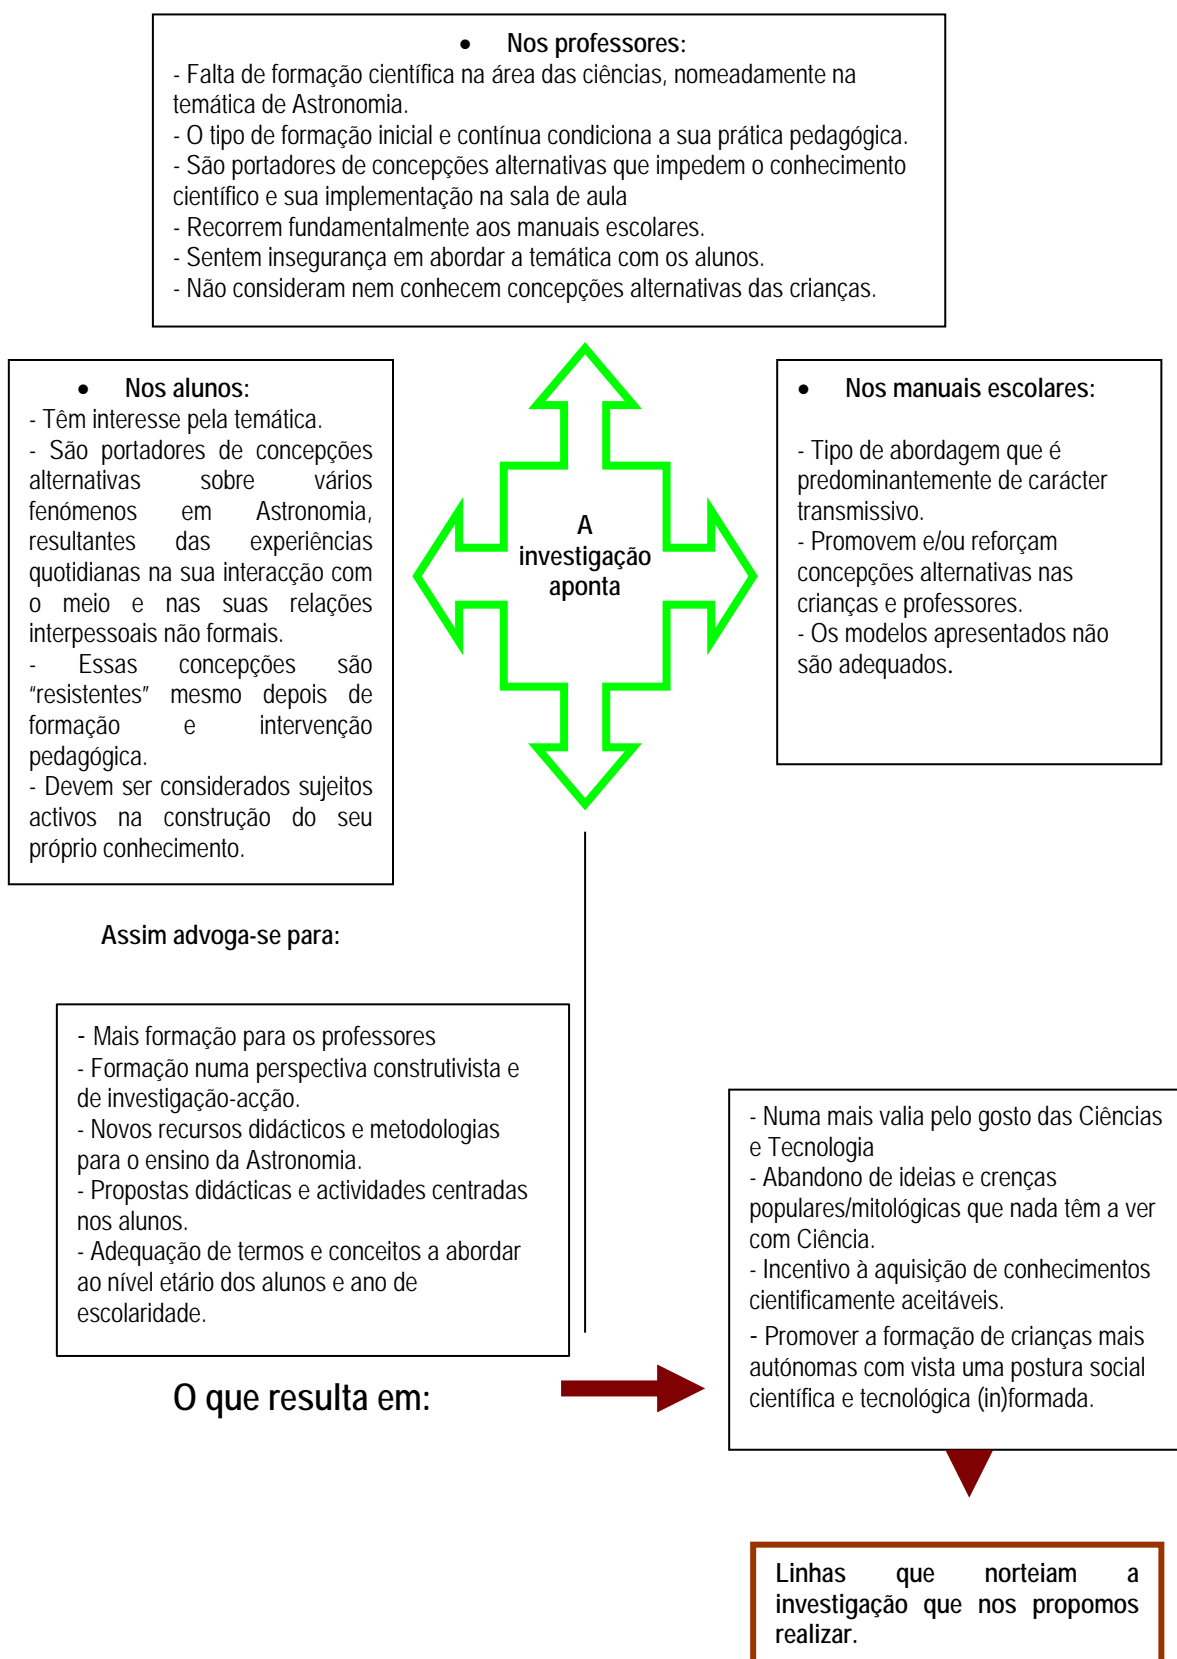 • Nos professores:
- Falta de formação científica na área das ciências, nomeadamente na
temática de Astronomia.
- O tipo de formação inicial e contínua condiciona a sua prática pedagógica.
- São portadores de concepções alternativas que impedem o conhecimento
científico e sua implementação na sala de aula
- Recorrem fundamentalmente aos manuais escolares.
- Sentem insegurança em abordar a temática com os alunos.
- Não consideram nem conhecem concepções alternativas das crianças.
• Nos alunos:
- Têm interesse pela temática.
- São portadores de concepções
alternativas sobre vários
fenómenos em Astronomia,
resultantes das experiências
quotidianas na sua interacção com
o meio e nas suas relações
interpessoais não formais.
- Essas concepções são
“resistentes” mesmo depois de
formação e intervenção
pedagógica.
- Devem ser considerados sujeitos
activos na construção do seu
próprio conhecimento.
A
investigação
aponta
• Nos manuais escolares:
- Tipo de abordagem que é
predominantemente de carácter
transmissivo.
- Promovem e/ou reforçam
concepções alternativas nas
crianças e professores.
- Os modelos apresentados não
são adequados.
Assim advoga-se para:
- Mais formação para os professores
- Formação numa perspectiva construtivista e
de investigação-acção.
- Novos recursos didácticos e metodologias
para o ensino da Astronomia.
- Propostas didácticas e actividades centradas
nos alunos.
- Adequação de termos e conceitos a abordar
ao nível etário dos alunos e ano de
escolaridade.
O que resulta em:
- Numa mais valia pelo gosto das Ciências
e Tecnologia
- Abandono de ideias e crenças
populares/mitológicas que nada têm a ver
com Ciência.
- Incentivo à aquisição de conhecimentos
cientificamente aceitáveis.
- Promover a formação de crianças mais
autónomas com vista uma postura social
científica e tecnológica (in)formada.
Linhas que norteiam a
investigação que nos propomos
realizar.